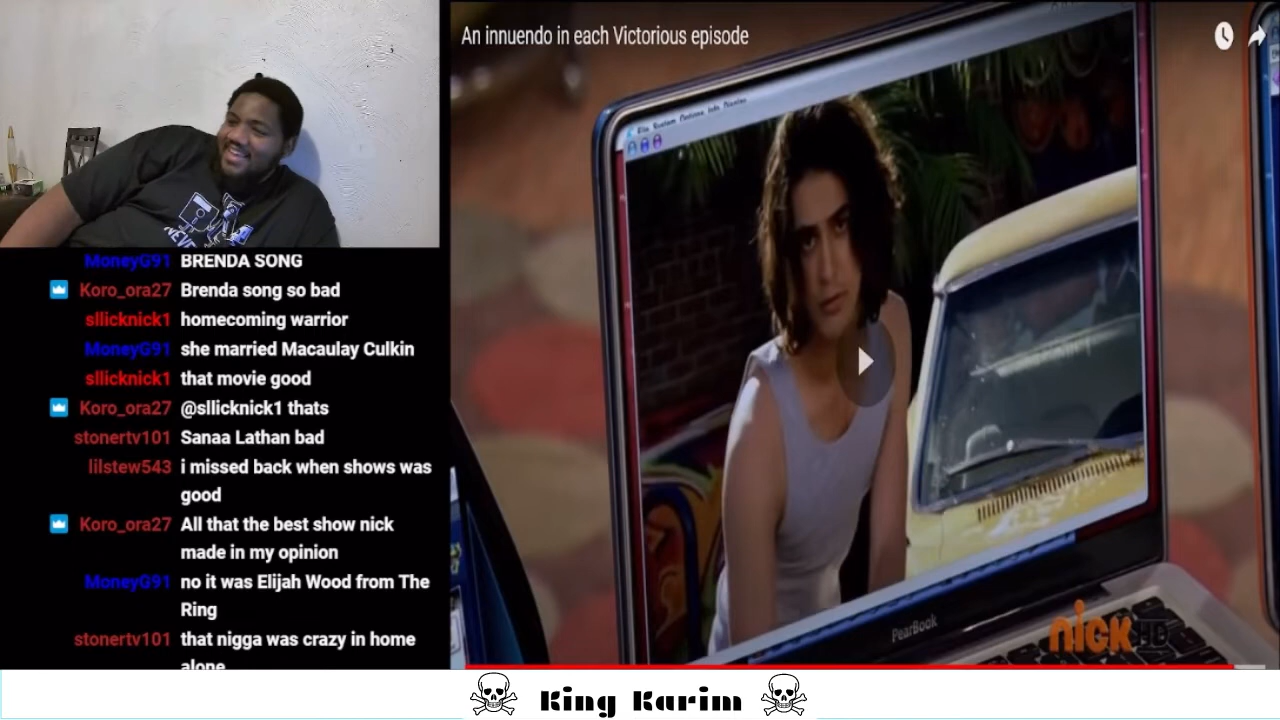 An innuendo in each Victorious episode
NEVE
MoneyG91 BRENDA SONG
Koro_ora27 Brenda song so bad
sllicknick1 homecoming warrior
MoneyG91 she married Macaulay Culkin
sllicknick1 that movie good
Koro_ora27 @sllicknick1 thats
stonertv101 Sanaa Lathan bad
lilstew543 i missed back when shows was
good
Koro_ora27 All that the best show nick
made in my opinion
MoneyG91 no it was Elijah Wood from The
Ring
stonertv101 that nigga was crazy in home
alone
PearBook
nick HD
King Karim